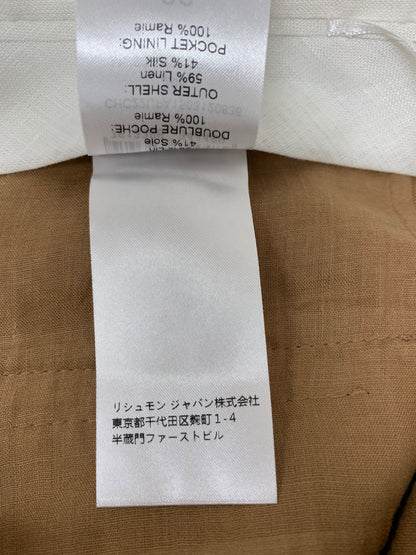 100% Ramie
POCKET LINING:
41% Silk
59% Linen
OUTER SHELL:
100% Ramie
DOUBLURE POCHE:
41% Soie
リシュモン ジャパン株式会社
東京都千代田区麴町1-4
半蔵門ファーストビル